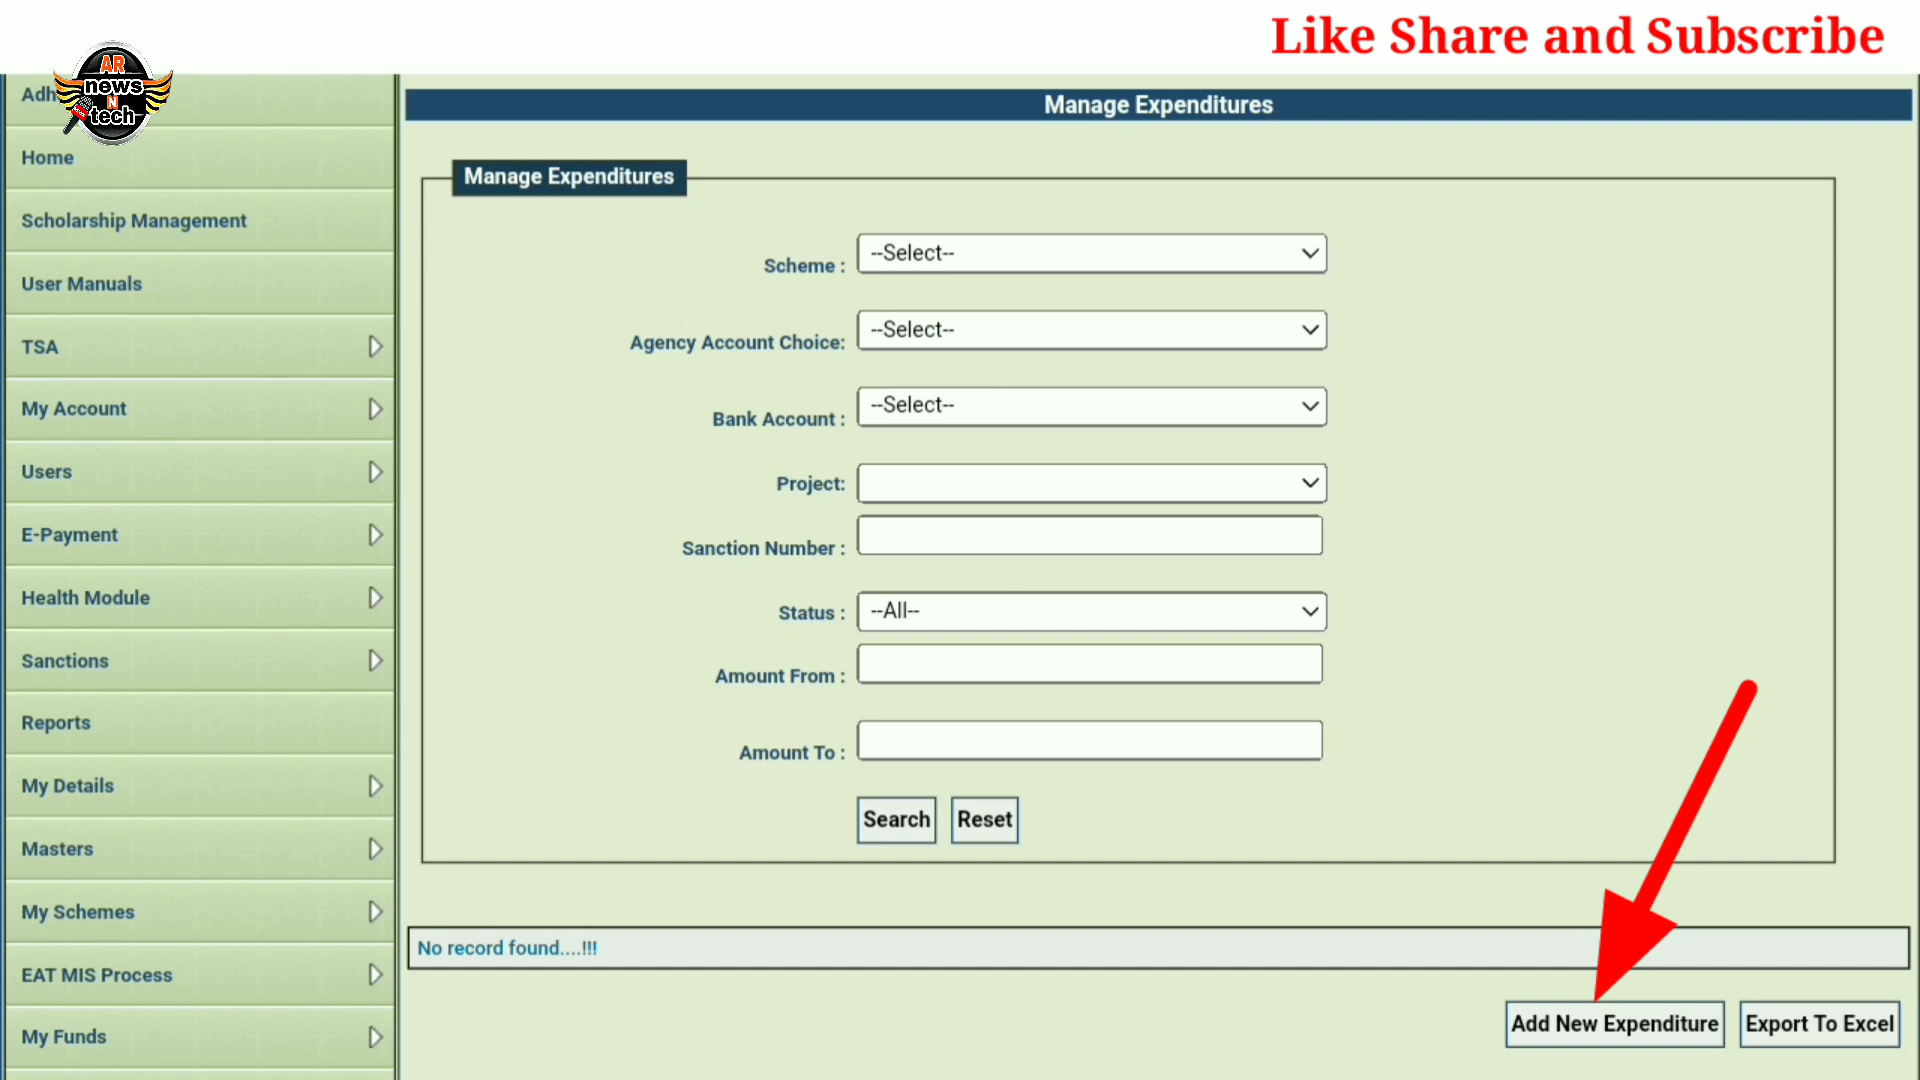 Like Share and Subscribe
AR
news
N
tech
Adh
Home
Scholarship Management
User Manuals
TSA
My Account
Users
E-Payment
Health Module
Sanctions
Reports
My Details
Masters
My Schemes
EAT MIS Process
My Funds
Manage Expenditures
Manage Expenditures
Scheme : --Select--
Agency Account Choice: --Select--
Bank Account : --Select--
Project:
Sanction Number :
Status : --All--
Amount From :
Amount To :
Search Reset
No record found....!!!
Add New Expenditure Export To Excel